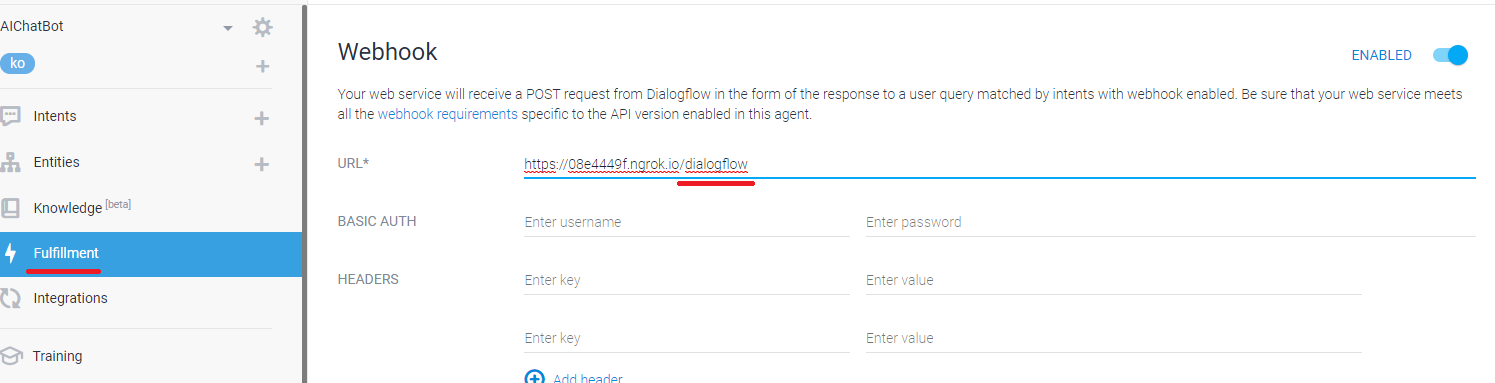 AIChatBot
ko
Intents
Entities
Knowledge [beta]
Fulfillment
Integrations
Training
Webhook
ENABLED
Your web service will receive a POST request from Dialogflow in the form of the response to a user query matched by intents with webhook enabled. Be sure that your web service meets
all the webhook requirements specific to the API version enabled in this agent.
URL* https://08e4449f.ngrok.io/dialogflow
BASIC AUTH Enter username Enter password
HEADERS Enter key Enter value
Enter key Enter value
Add header